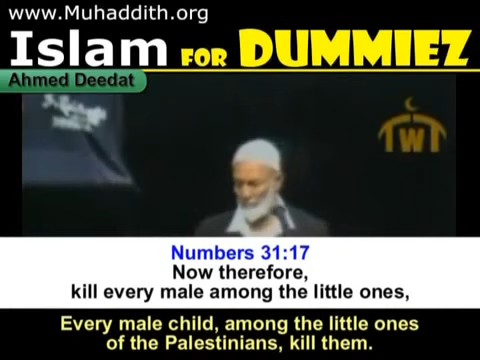 www.Muhaddith.org
Islam FOR DUMMIEZ
Ahmed Deedat
TWT
Numbers 31:17
Now therefore,
kill every male among the little ones,
Every male child, among the little ones
of the Palestinians, kill them.